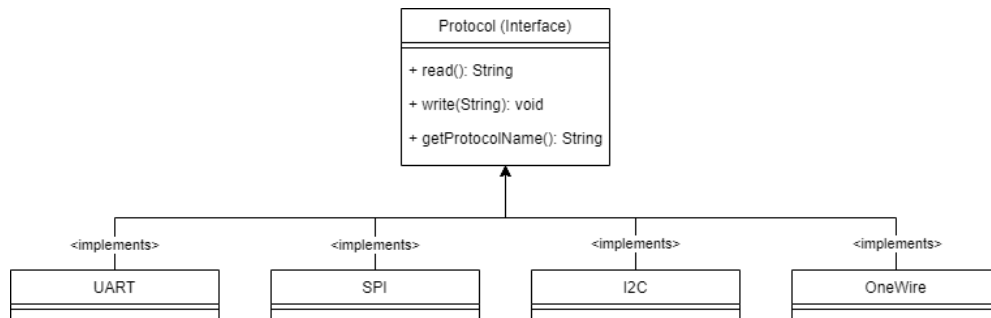 Protocol (Interface)
+ read(): String
+ write(String): void
+ getProtocolName(): String
<implements>
<implements>
<implements>
<implements>
UART
SPI
I2C
OneWire